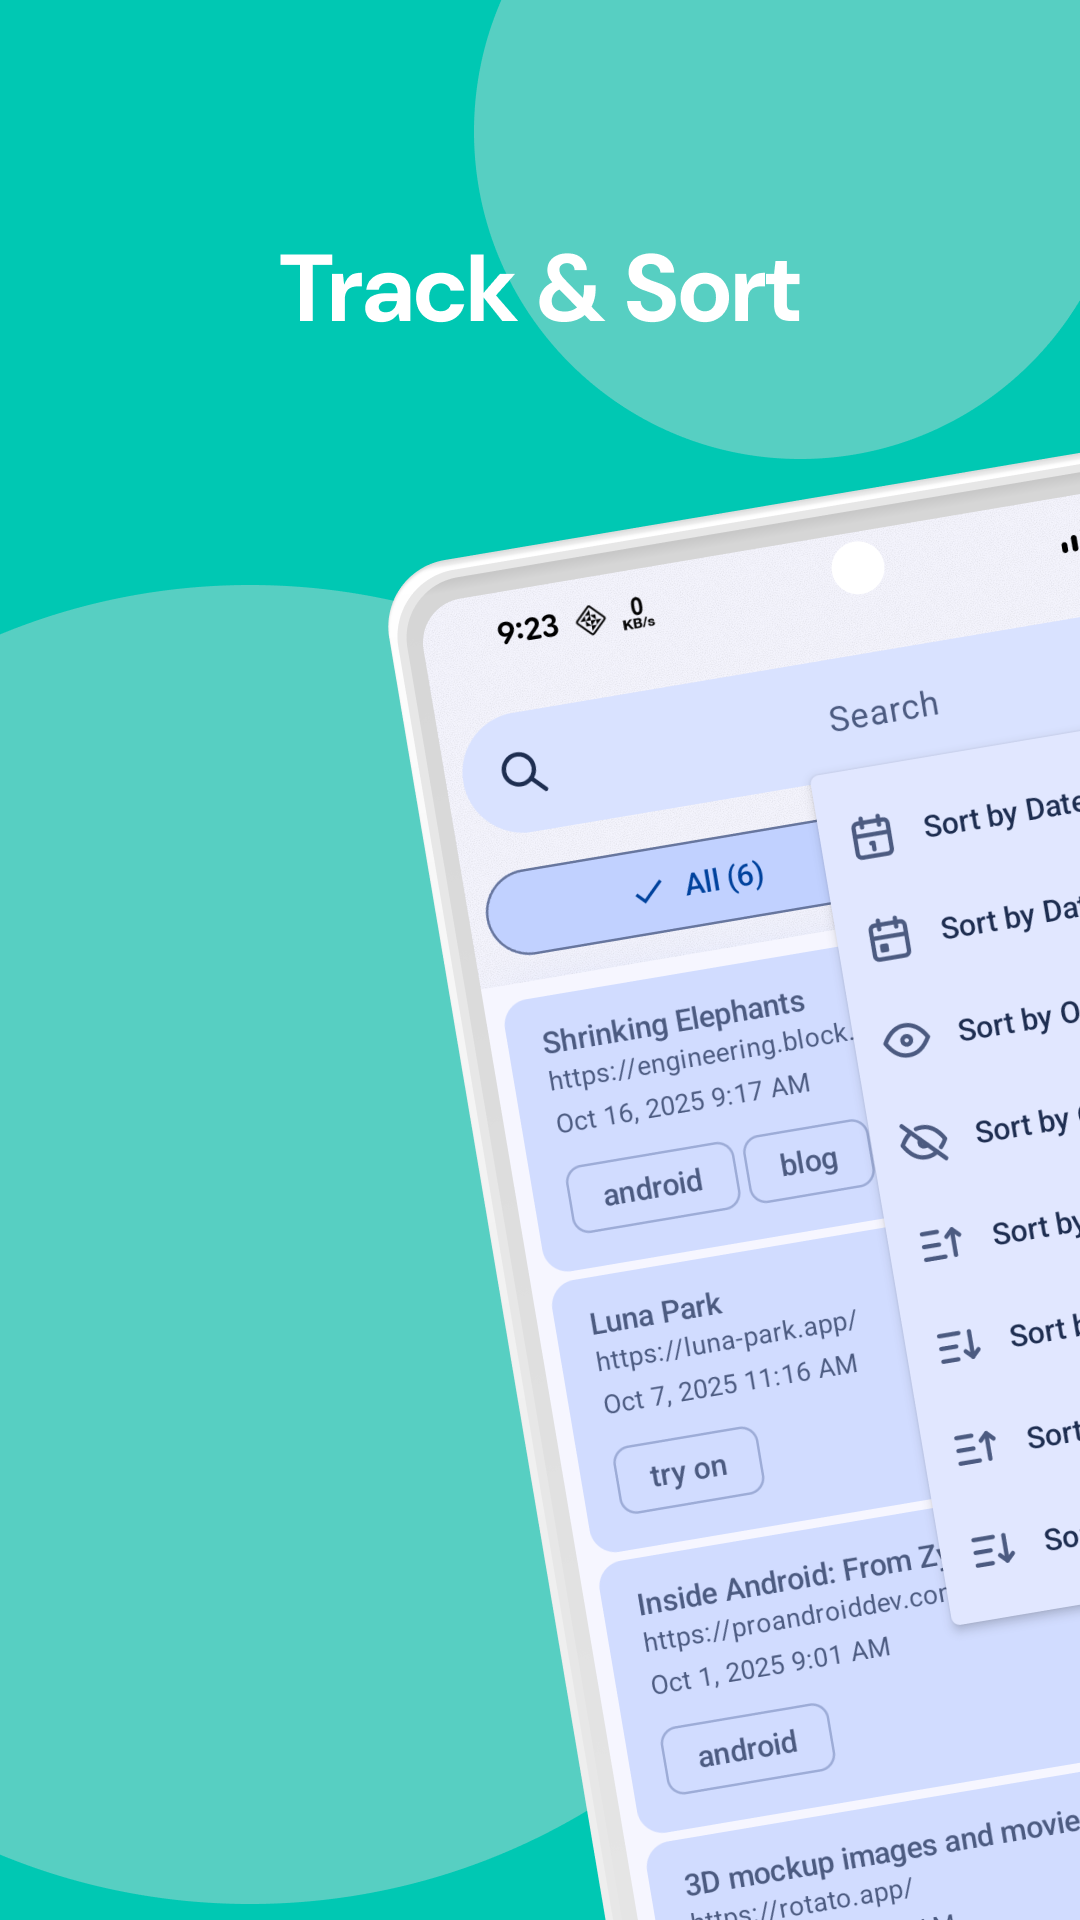 Track & Sort
9:23
0
KB/s
Search
All (6)
Sort by Date
Sort by
Sort by
Sort by
Sort by
Sort
Sort
Shrinking Elephants
https://engineering.block.
Oct 16, 2025 9:17 AM
android
blog
Luna Park
https://luna-park.app/
Oct 7, 2025 11:16 AM
try on
Inside Android: From
https://proandroiddev.com
Oct 1, 2025 9:01 AM
android
3D mockup images and movie
https://rotato.app/
AM